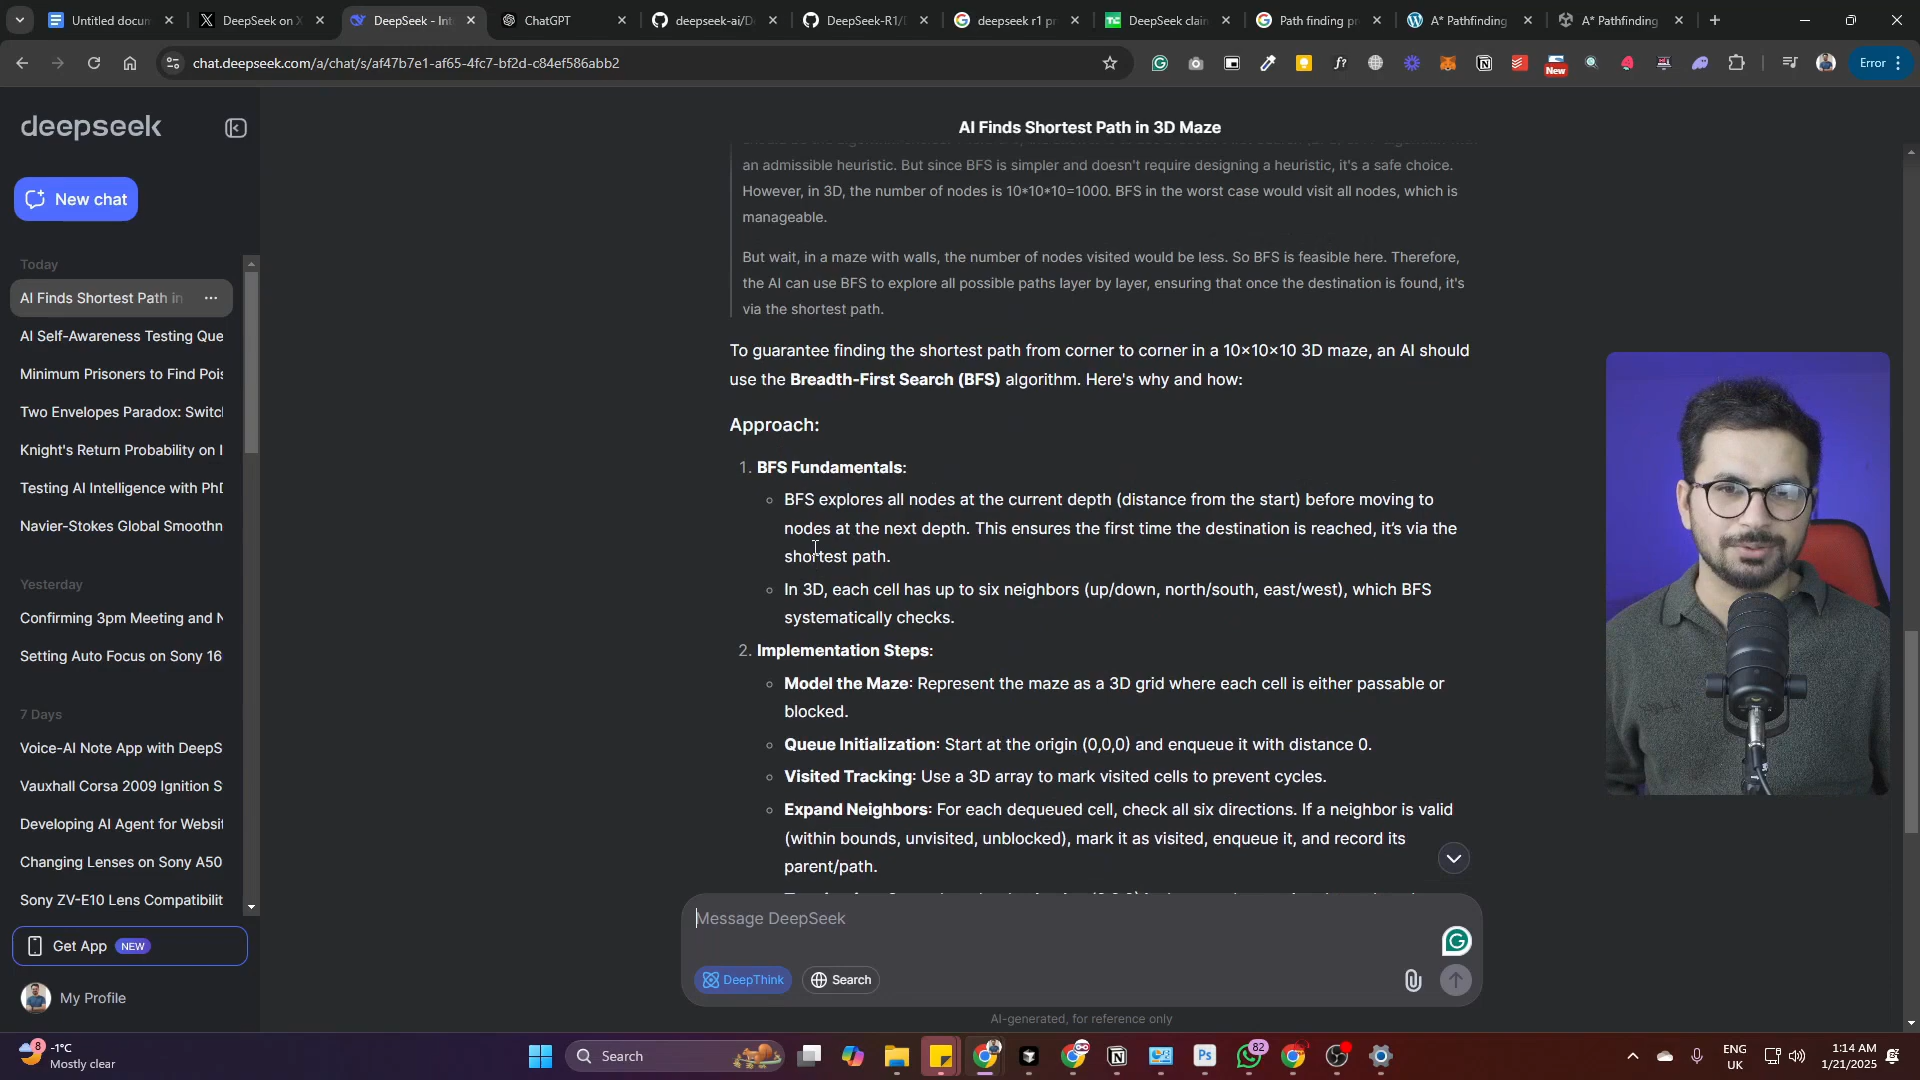 Untitled docun
DeepSeek on X
DeepSeek - Int
ChatGPT
deepseek-ai/D
DeepSeek-R1/
deepseek r1 p
DeepSeek clai
Path finding p
A* Pathfinding
A* Pathfinding
chat.deepseek.com/a/chat/s/af47b7e1-af65-4fc7-bf2d-c84ef586abb2
New
Error
deepseek
New chat
Today
AI Finds Shortest Path in
AI Self-Awareness Testing Que
Minimum Prisoners to Find Pois
Two Envelopes Paradox: Switcl
Knight's Return Probability on I
Testing AI Intelligence with PhD
Navier-Stokes Global Smoothn
Yesterday
Confirming 3pm Meeting and N
Setting Auto Focus on Sony 16
7 Days
Voice-AI Note App with DeepS
Vauxhall Corsa 2009 Ignition S
Developing AI Agent for Websit
Changing Lenses on Sony A50
Sony ZV-E10 Lens Compatibilit
Get App NEW
My Profile
AI Finds Shortest Path in 3D Maze
an admissible heuristic. But since BFS is simpler and doesn't require designing a heuristic, it's a safe choice.
However, in 3D, the number of nodes is 10*10*10=1000. BFS in the worst case would visit all nodes, which is
manageable.
But wait, in a maze with walls, the number of nodes visited would be less. So BFS is feasible here. Therefore,
the AI can use BFS to explore all possible paths layer by layer, ensuring that once the destination is found, it's
via the shortest path.
To guarantee finding the shortest path from corner to corner in a 10×10×10 3D maze, an AI should
use the Breadth-First Search (BFS) algorithm. Here's why and how:
Approach:
1. BFS Fundamentals:
BFS explores all nodes at the current depth (distance from the start) before moving to
nodes at the next depth. This ensures the first time the destination is reached, it's via the
shortest path.
In 3D, each cell has up to six neighbors (up/down, north/south, east/west), which BFS
systematically checks.
2. Implementation Steps:
Model the Maze: Represent the maze as a 3D grid where each cell is either passable or
blocked.
Queue Initialization: Start at the origin (0,0,0) and enqueue it with distance 0.
Visited Tracking: Use a 3D array to mark visited cells to prevent cycles.
Expand Neighbors: For each dequeued cell, check all six directions. If a neighbor is valid
(within bounds, unvisited, unblocked), mark it as visited, enqueue it, and record its
parent/path.
Message DeepSeek
DeepThink
Search
AI-generated, for reference only
8
-1°C
Mostly clear
Search
Ps
82
ENG
UK
1:14 AM
1/21/2025